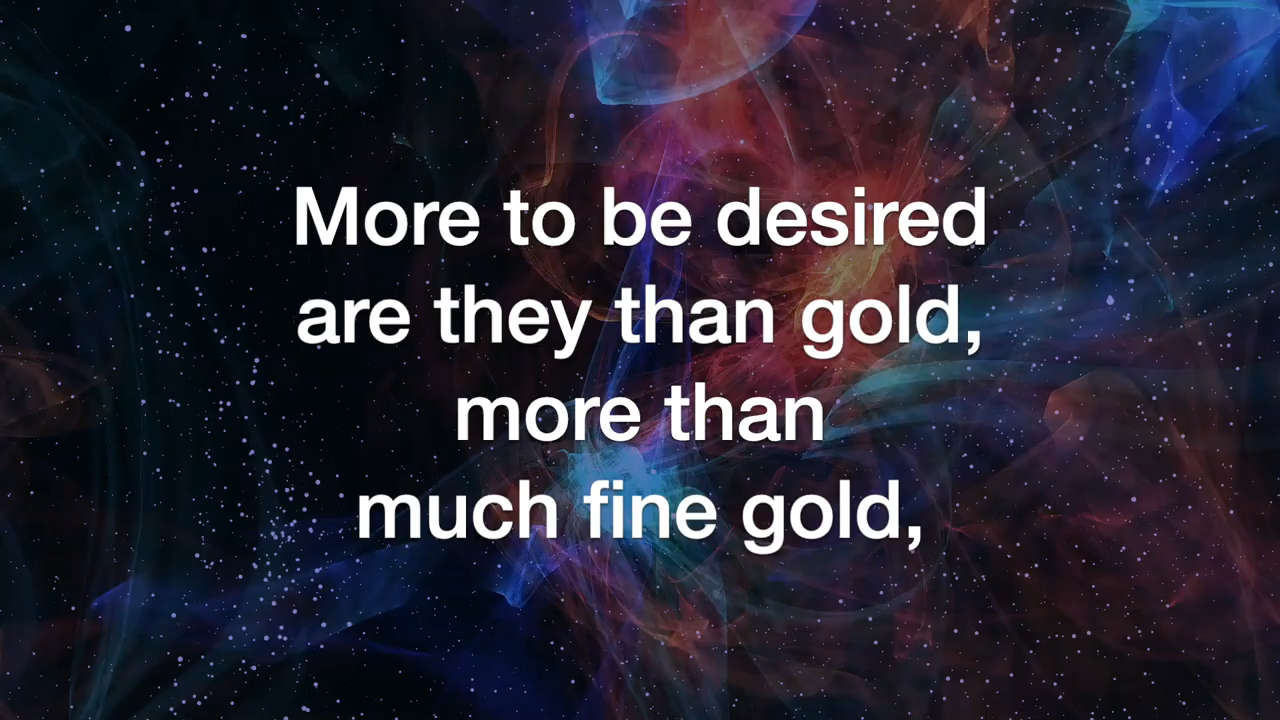 More to be desired
are they than gold,
more than
much fine gold,